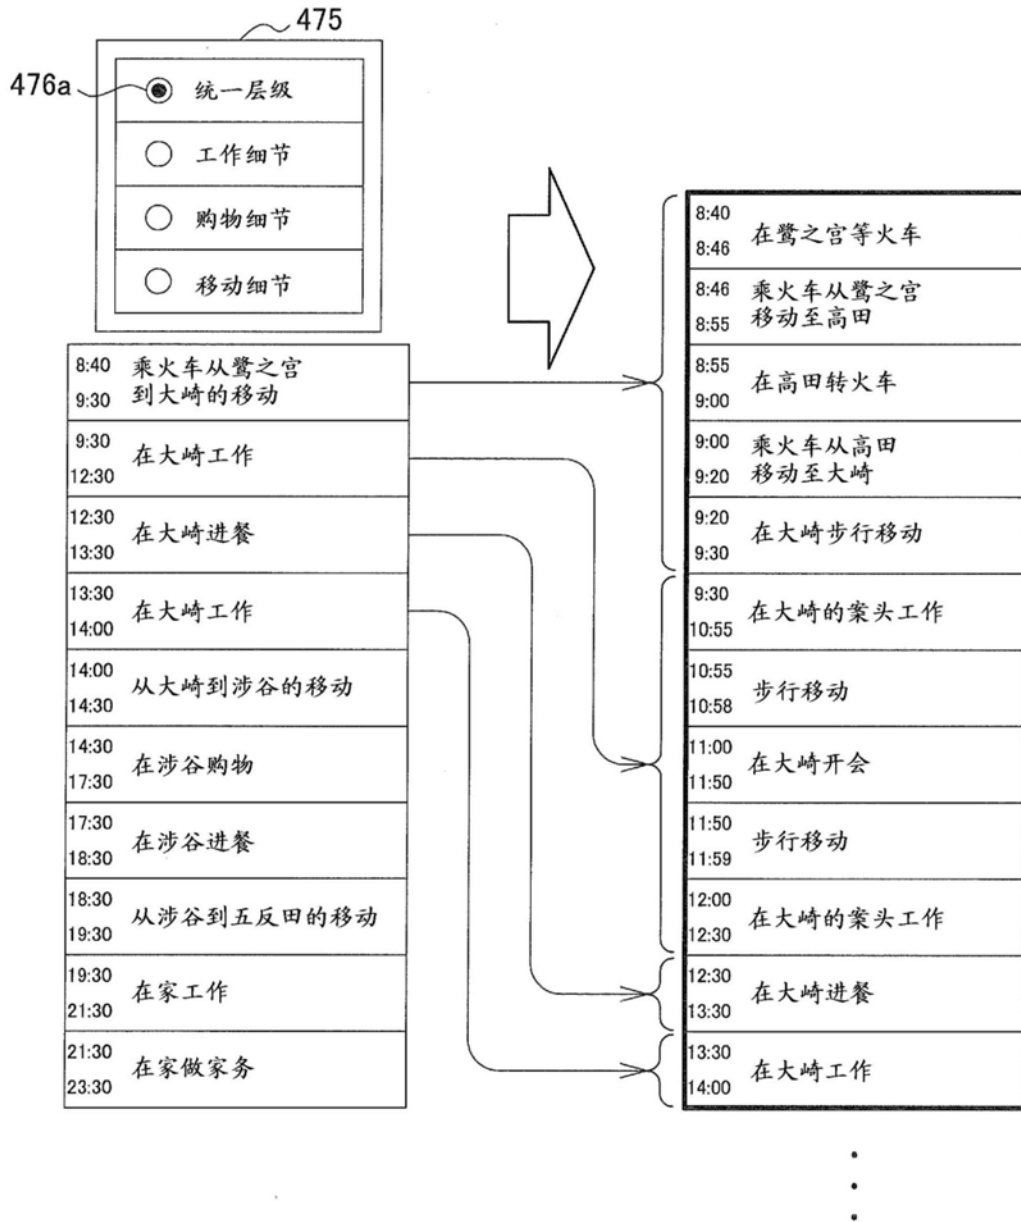 475
476a
统一层级
工作细节
购物细节
移动细节
8:40
9:30
乘火车从鹭之宫
到大崎的移动
9:30
12:30
在大崎工作
12:30
13:30
在大崎进餐
13:30
14:00
在大崎工作
14:00
14:30
从大崎到涉谷的移动
14:30
17:30
在涉谷购物
17:30
18:30
在涉谷进餐
18:30
19:30
从涉谷到五反田的移动
19:30
21:30
在家工作
21:30
23:30
在家做家务
8:40
8:46
在鹭之宫等火车
8:46
8:55
乘火车从鹭之宫
移动至高田
8:55
9:00
在高田转火车
9:00
9:20
乘火车从高田
移动至大崎
9:20
9:30
在大崎步行移动
9:30
10:55
在大崎的案头工作
10:55
10:58
步行移动
11:00
11:50
在大崎开会
11:50
11:59
步行移动
12:00
12:30
在大崎的案头工作
12:30
13:30
在大崎进餐
13:30
14:00
在大崎工作